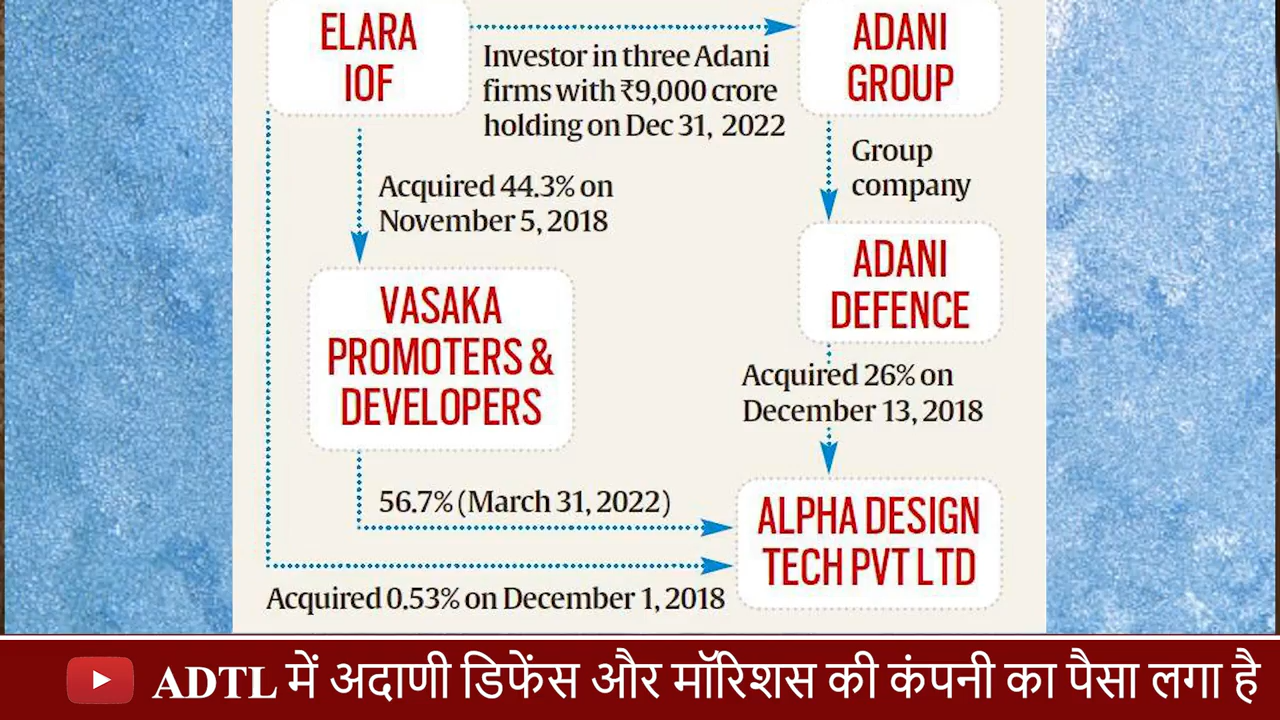 ELARA
IOF
Investor in three Adani
firms with ₹9,000 crore
holding on Dec 31, 2022
ADANI
GROUP
Group
company
Acquired 44.3% on
November 5, 2018
VASAKA
PROMOTERS &
DEVELOPERS
ADANI
DEFENCE
Acquired 26% on
December 13, 2018
56.7% (March 31, 2022)
ALPHA DESIGN
TECH PVT LTD
Acquired 0.53% on December 1, 2018
ADTL में अदाणी डिफेंस और मॉरिशस की कंपनी का पैसा लगा है